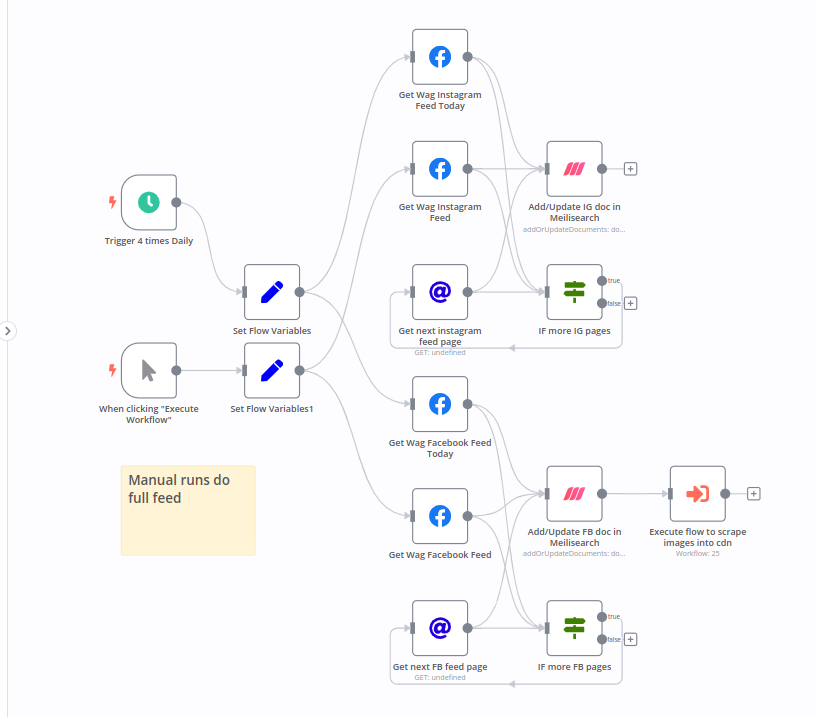 Get Wag Instagram
Feed Today
Get Wag Instagram
Feed
Add/Update IG doc in
Meilisearch
addOrUpdateDocuments: do...
Trigger 4 times Daily
Set Flow Variables
Get next instagram
feed page
GET: undefined
true
false
IF more IG pages
When clicking "Execute
Workflow"
Set Flow Variables1
Get Wag Facebook Feed
Today
Manual runs do
full feed
Get Wag Facebook Feed
Add/Update FB doc in
Meilisearch
addOrUpdateDocuments: do...
Execute flow to scrape
images into cdn
Workflow: 25
Get next FB feed page
GET: undefined
true
false
IF more FB pages